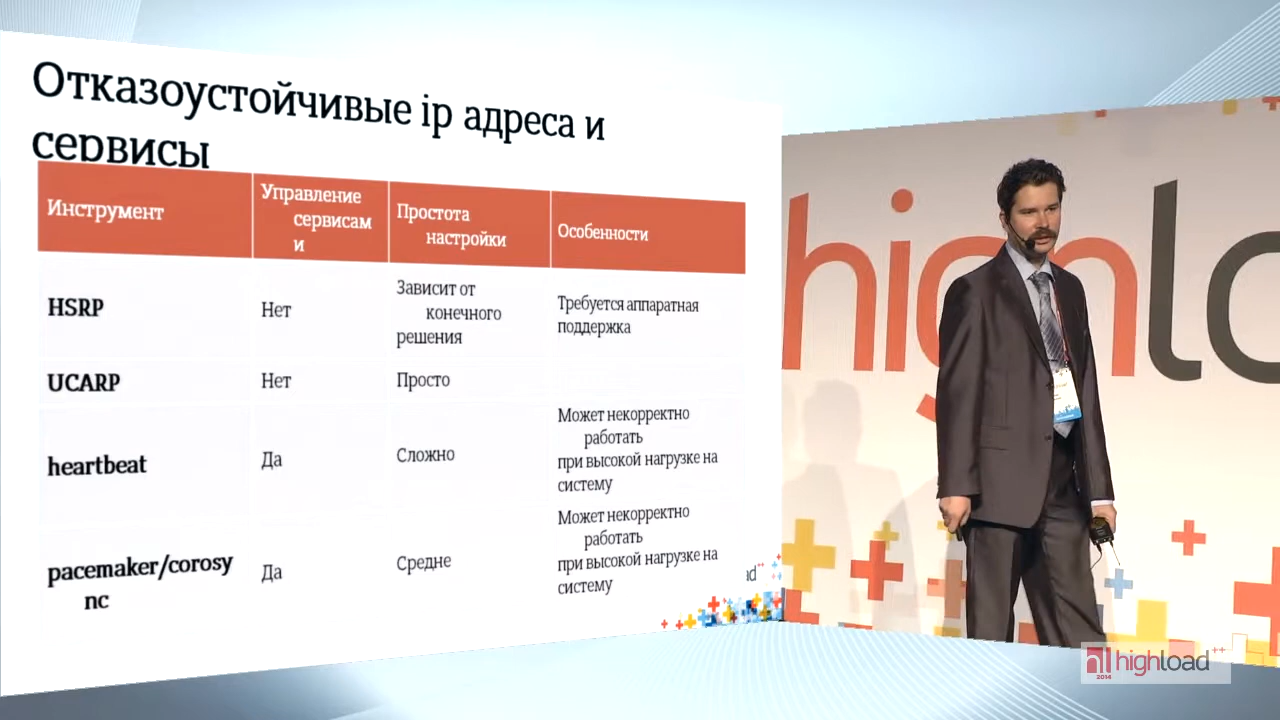 Отказоустойчивые ip адреса и
сервисы
Инструмент
Управление
сервисам
и
Простота
настройки
Особенности
HSRP
Нет
Зависит от
конечного
решения
Требуется аппаратная
поддержка
UCARP
Нет
Просто
heartbeat
Да
Сложно
Может некорректно
работать
при высокой нагрузке на
систему
pacemaker/corosy
nc
Да
Средне
Может некорректно
работать
при высокой нагрузке на
систему
highlo
highload++
2014